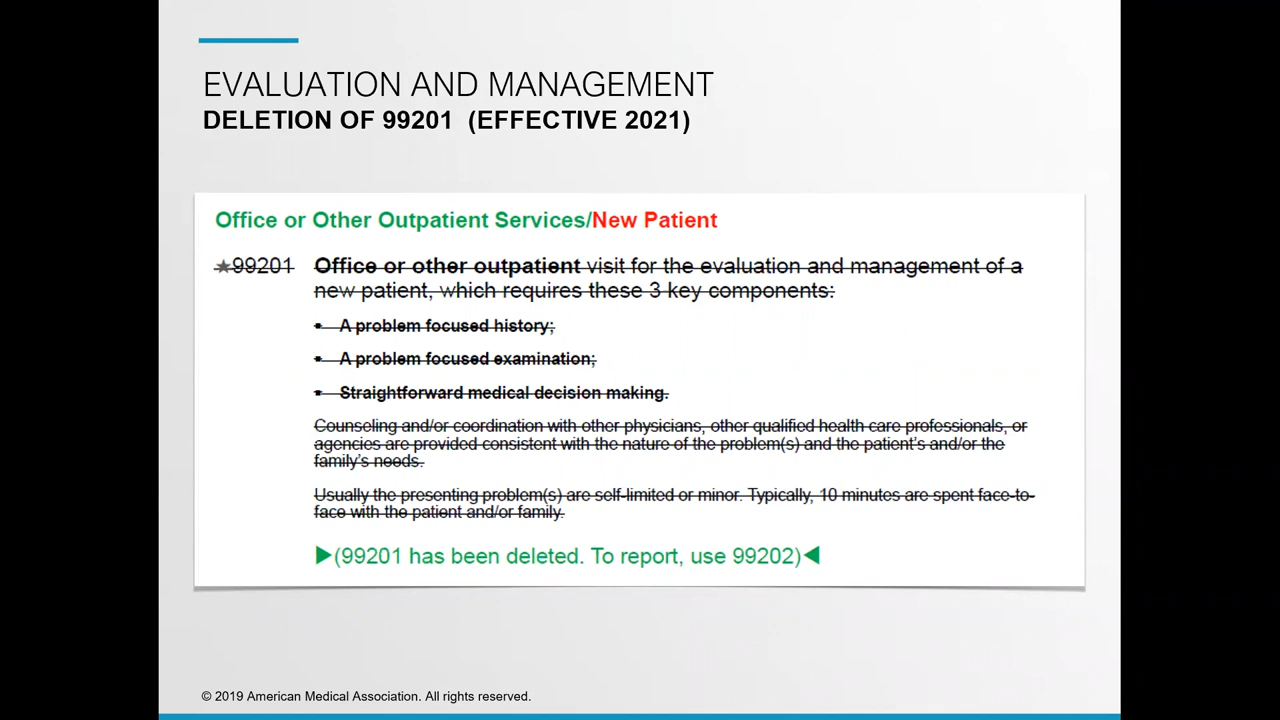 EVALUATION AND MANAGEMENT
DELETION OF 99201 (EFFECTIVE 2021)
Office or Other Outpatient Services/New Patient
★99201 Office or other outpatient visit for the evaluation and management of a
new patient, which requires these 3 key components:
• A problem focused history;
• A problem focused examination;
• Straightforward medical decision making.
Counseling and/or coordination with other physicians, other qualified health care professionals, or
agencies are provided consistent with the nature of the problem(s) and the patient's and/or the
family's needs.
Usually the presenting problem(s) are self-limited or minor. Typically, 10 minutes are spent face-to-
face with the patient and/or family.
▶(99201 has been deleted. To report, use 99202)◀
© 2019 American Medical Association. All rights reserved.